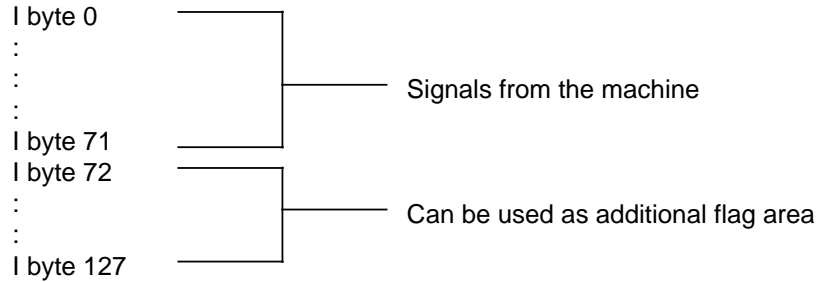 I byte 0
:
:
:
Signals from the machine
I byte 71
I byte 72
:
Can be used as additional flag area
:
I byte 127